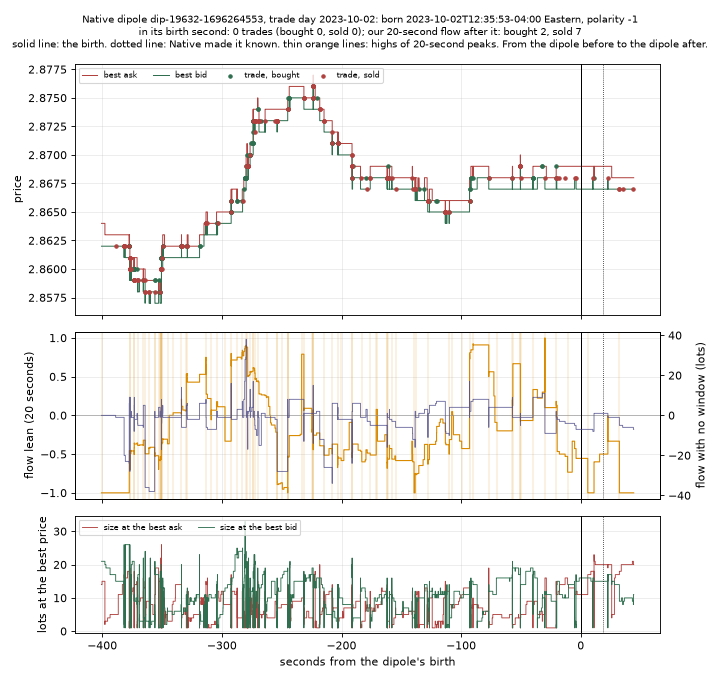 Native dipole dip-19632-1696264553, trade day 2023-10-02: born 2023-10-02T12:35:53-04:00 Eastern, polarity -1
in its birth second: 0 trades (bought 0, sold 0); our 20-second flow after it: bought 2, sold 7
solid line: the birth. dotted line: Native made it known. thin orange lines: highs of 20-second peaks. From the dipole before to the dipole after.
best ask
best bid
trade, bought
trade, sold
2.8775
2.8750
2.8725
2.8700
2.8675
2.8650
2.8625
2.8600
2.8575
price
1.0
0.5
0.0
−0.5
−1.0
flow lean (20 seconds)
40
20
0
−20
−40
flow with no window (lots)
size at the best ask
size at the best bid
30
20
10
0
lots at the best price
−400
−300
−200
−100
0
seconds from the dipole's birth